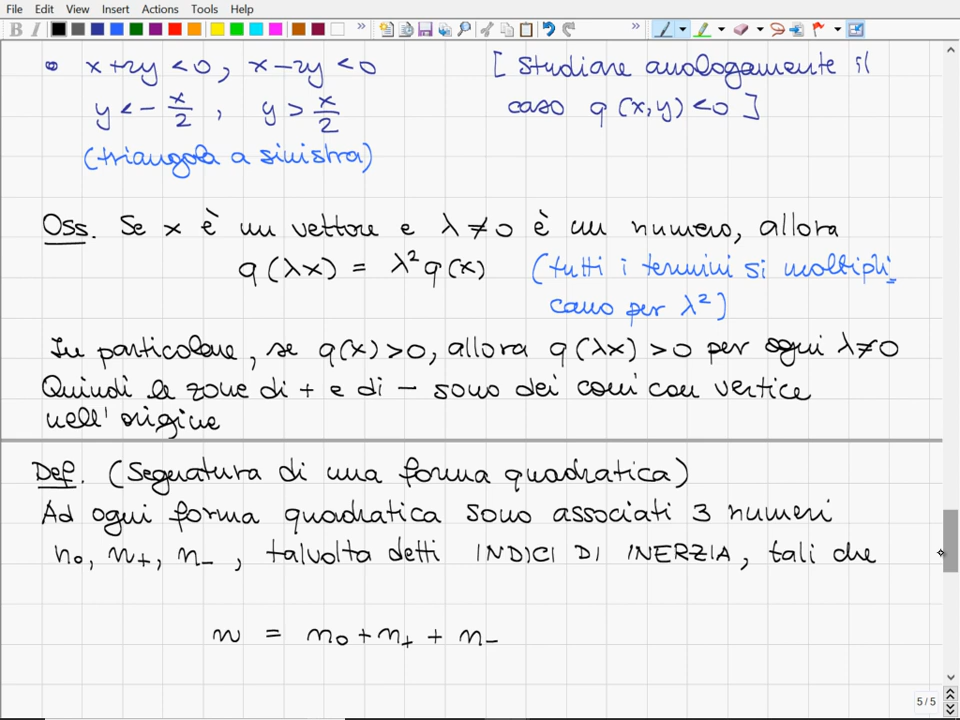 File Edit View Insert Actions Tools Help
B I
• x+2y <0, x-2y <0 [Studiare analogamente il
y < - x/2 , y > x/2 caso q(x,y) <0 ]
(triangolo a sinistra)
Oss. Se x è un vettore e λ≠0 è un numero, allora
q(λx) = λ² q(x) (tutti i termini si moltipli
cano per λ²)
In particolare, se q(x)>0, allora q(λx)>0 per ogni λ≠0
Quindi le zone di + e di - sono dei coni con vertice
nell'origine
Def. (Segnatura di una forma quadratica)
Ad ogni forma quadratica sono associati 3 numeri
n₀, n₊, n₋, talvolta detti INDICI DI INERZIA, tali che
n = n₀ + n₊ + n₋
5 / 5